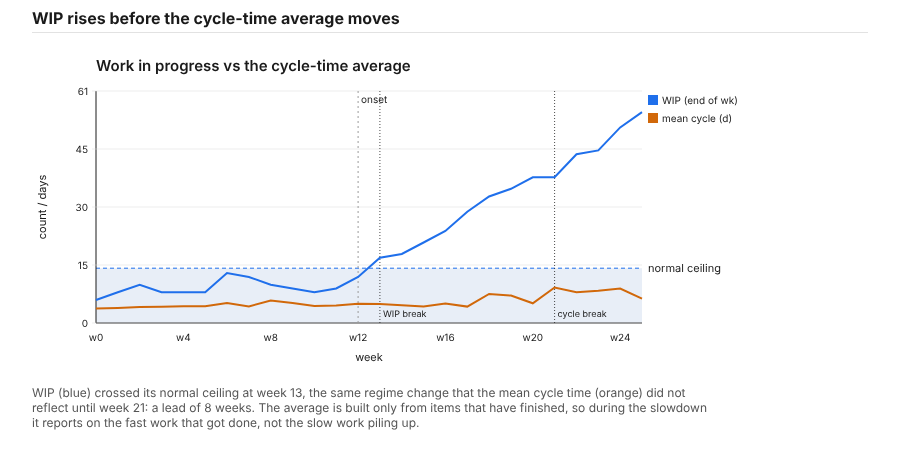 WIP rises before the cycle-time average moves
Work in progress vs the cycle-time average
61
45
30
15
0
count / days
onset
WIP (end of wk)
mean cycle (d)
normal ceiling
WIP break
cycle break
w0
w4
w8
w12
w16
w20
w24
week
WIP (blue) crossed its normal ceiling at week 13, the same regime change that the mean cycle time (orange) did not
reflect until week 21: a lead of 8 weeks. The average is built only from items that have finished, so during the slowdown
it reports on the fast work that got done, not the slow work piling up.